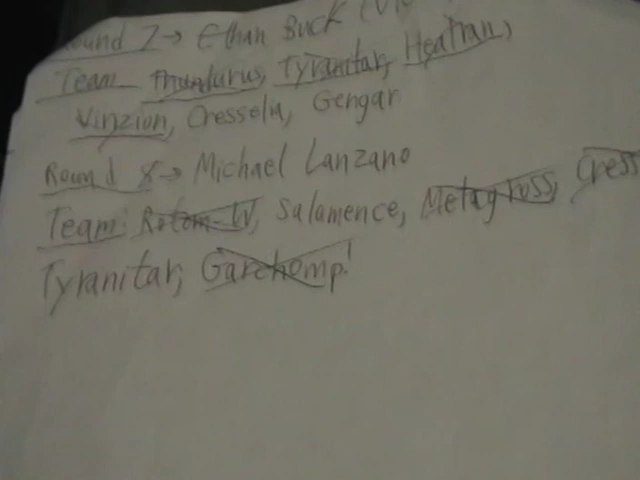 Round 7→ Ethan Buck
Team Thundurus, Tyranitar, Heatran,
Virizion, Cresselia, Gengar
Round 8→ Michael Lanzano
Team: Rotom-W, Salamence, Metagross, Cress
Tyranitar, Garchomp!